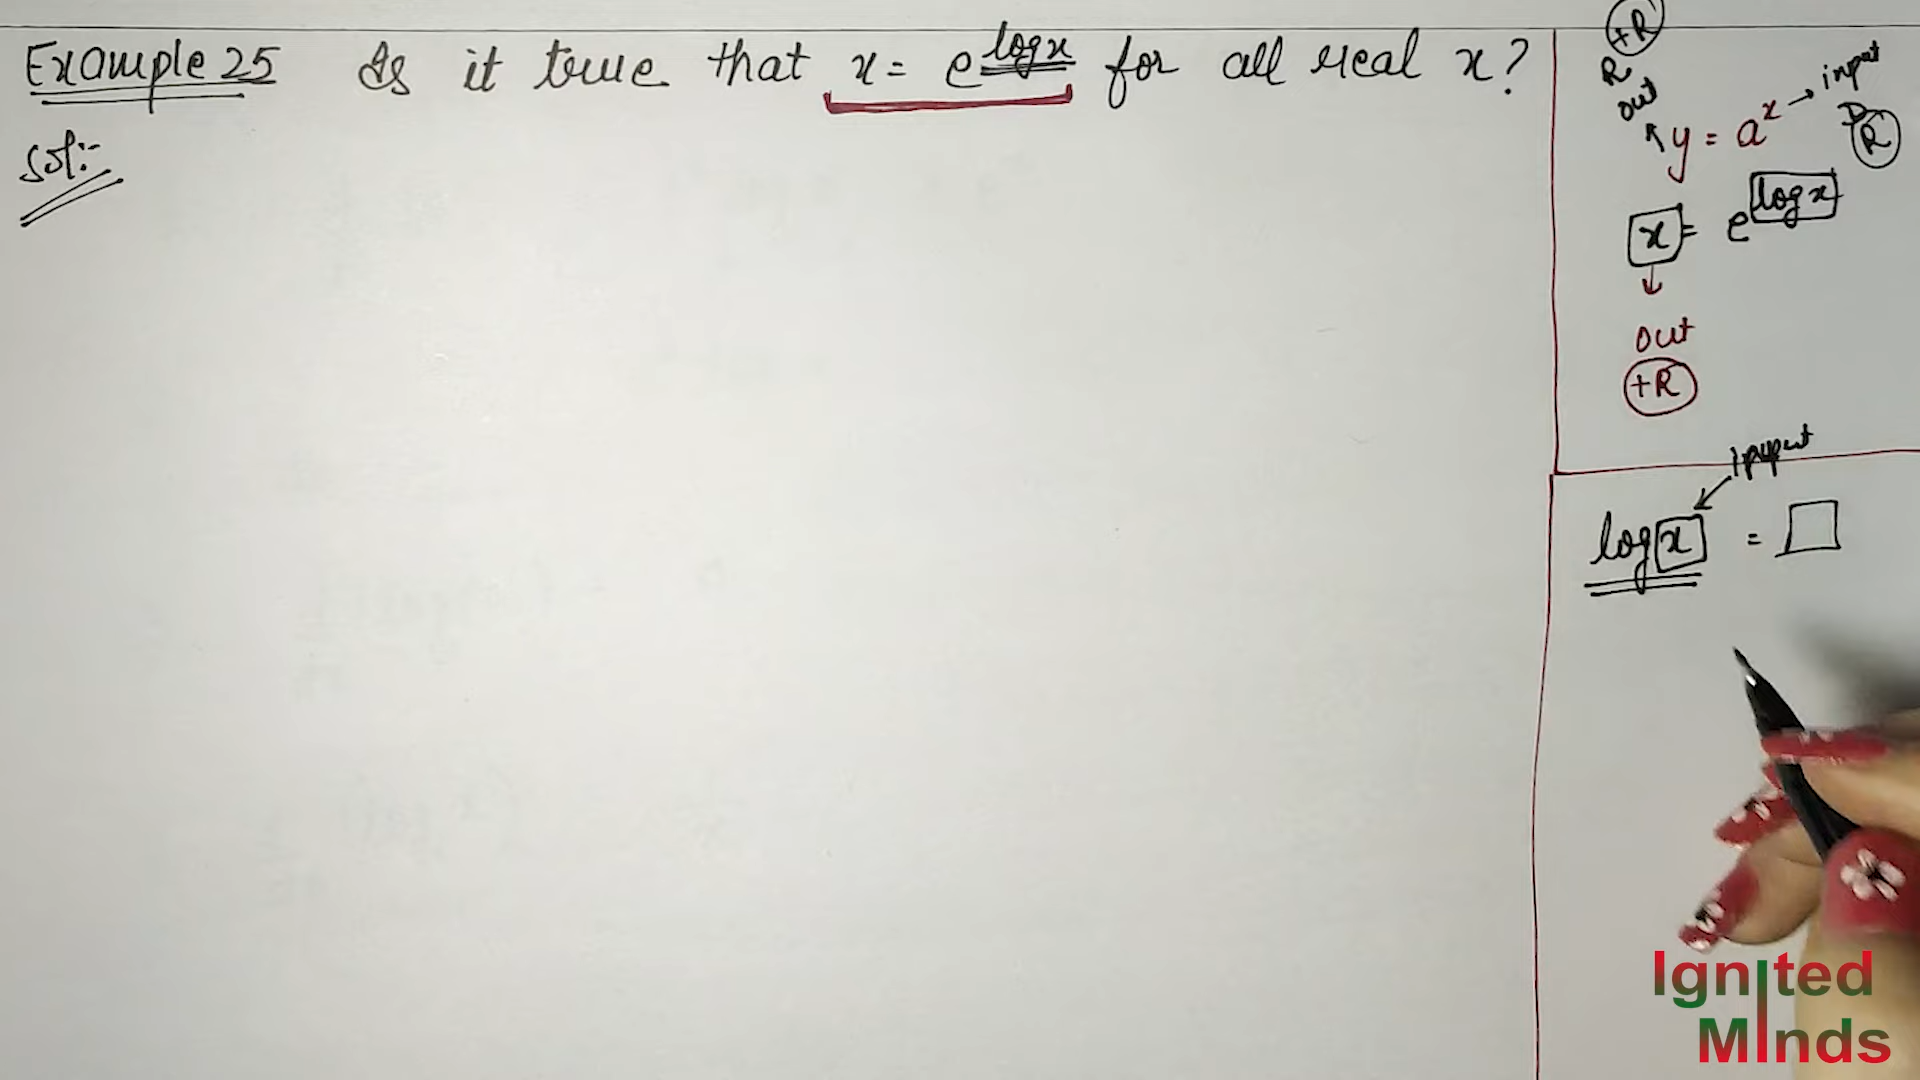 Example 25 Is it true that x = e^log x for all real x?
Sol:-
+R
R
out
input
D
R
y = a^x
x = e^log x
out
+R
input
log x = □
Ignited
Minds